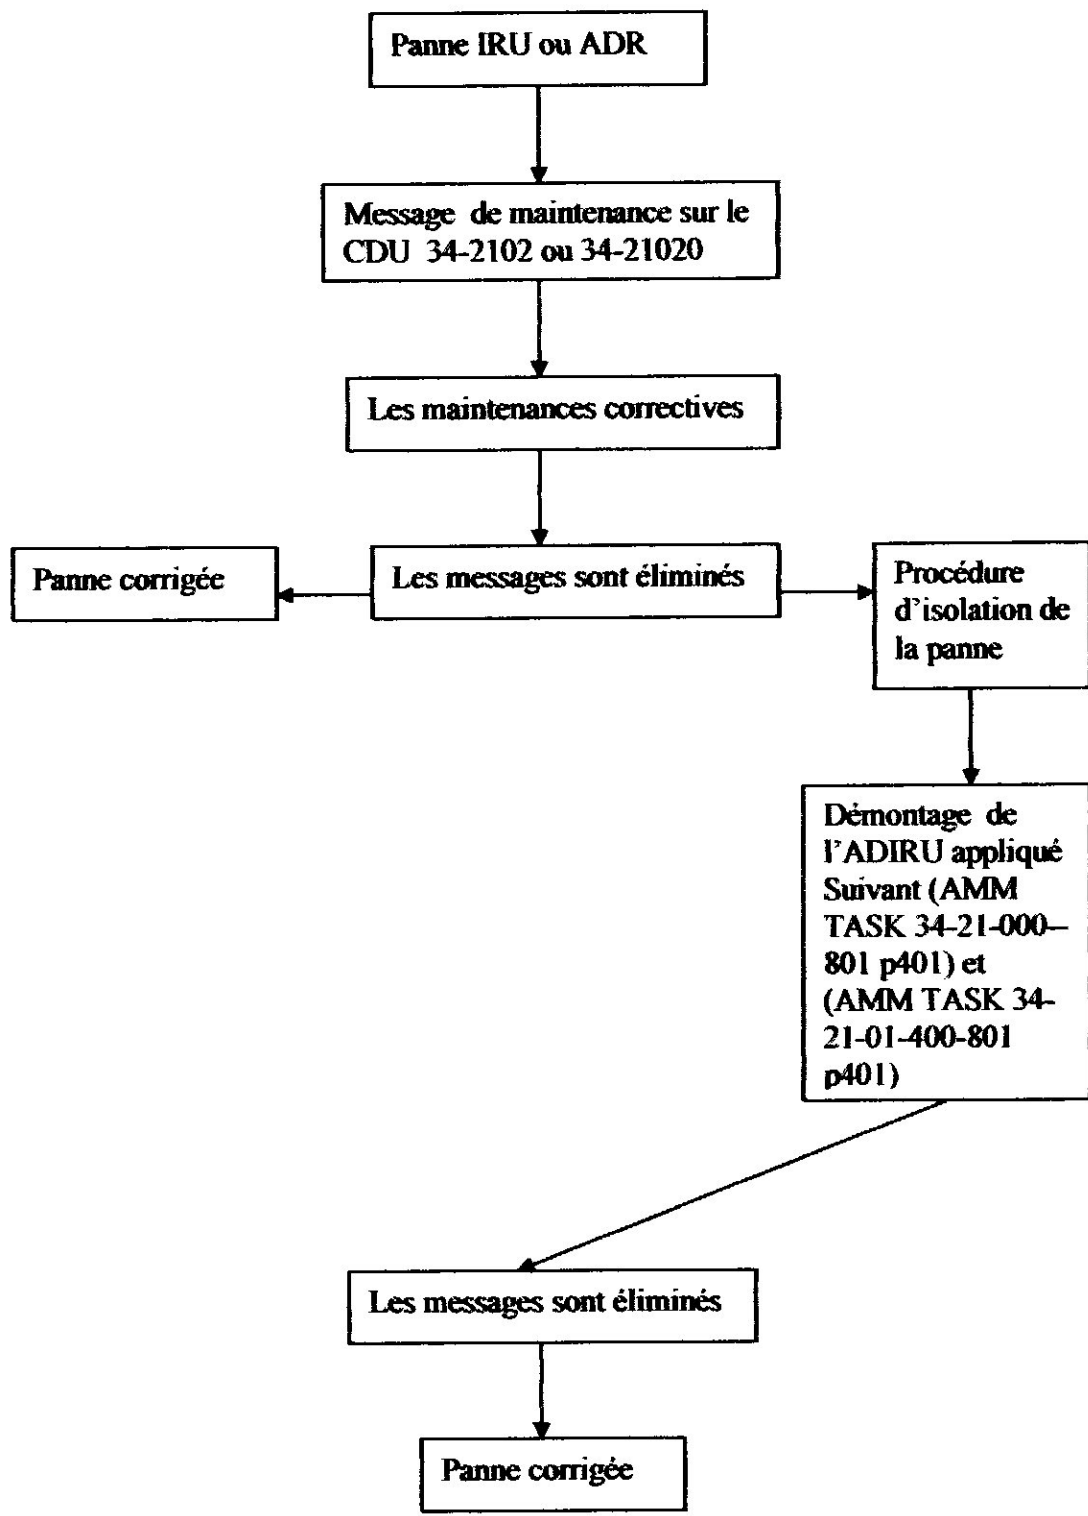 Panne IRU ou ADR
Message de maintenance sur le
CDU 34-2102 ou 34-21020
Les maintenances correctives
Panne corrigée
Les messages sont éliminés
Procédure
d'isolation de
la panne
Démontage de
l'ADIRU appliqué
Suivant (AMM
TASK 34-21-000–
801 p401) et
(AMM TASK 34-
21-01-400-801
p401)
Les messages sont éliminés
Panne corrigée